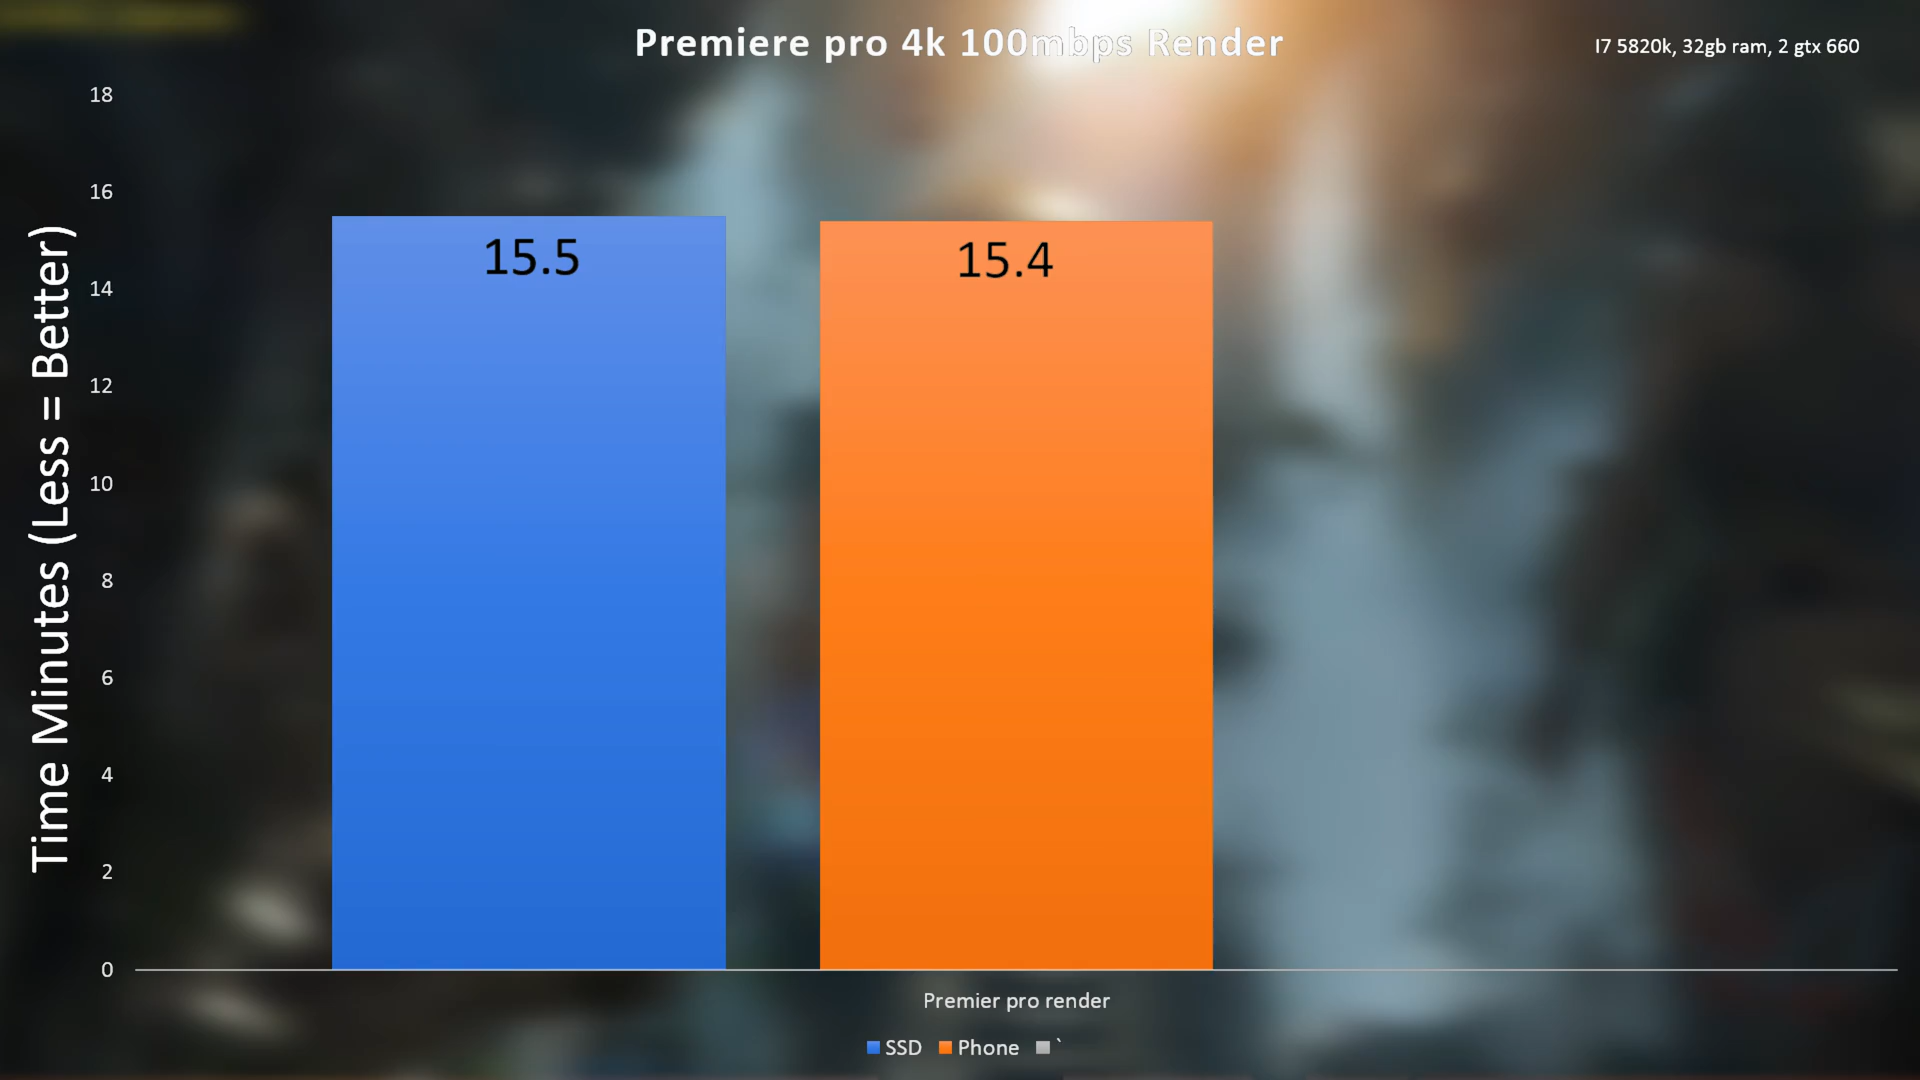 Premiere pro 4k 100mbps Render
I7 5820k, 32gb ram, 2 gtx 660
Time Minutes (Less = Better)
18
16
14
12
10
8
6
4
2
0
15.5
15.4
Premier pro render
SSD Phone `